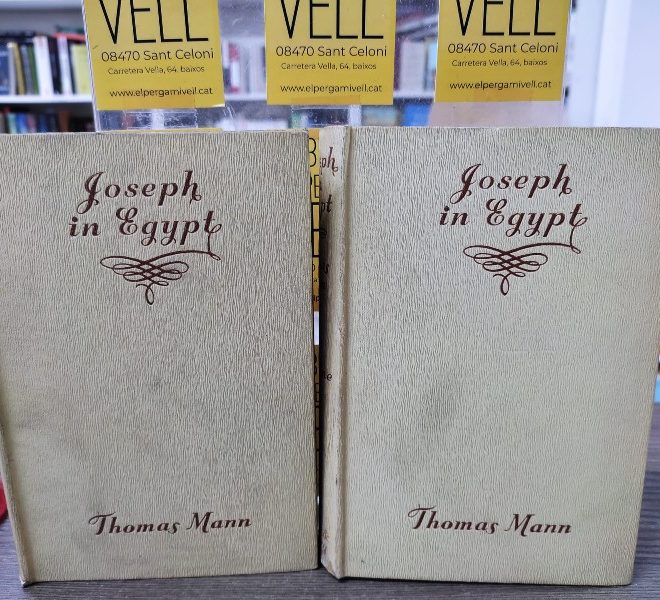 VELL
08470 Sant Celoni
Carretera Vella, 64, baixos
www.elpergamivell.cat
VELL
08470 Sant Celoni
Carretera Vella, 64, baixos
www.elpergamivell.cat
VELL
08470 Sant Celoni
Carretera Vella, 64, baixos
www.elpergamivell.cat
Joseph
in Egypt
Thomas Mann
Joseph
in Egypt
Thomas Mann